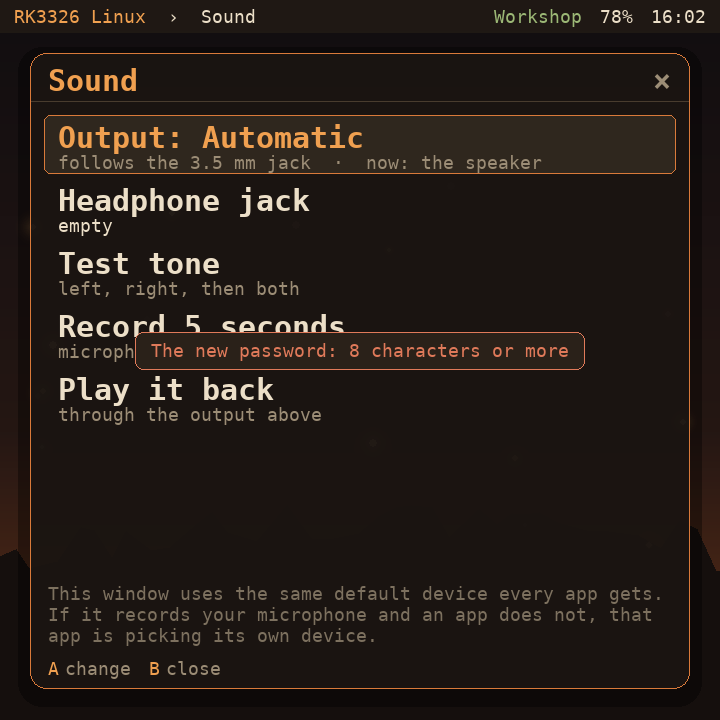 RK3326 Linux › Sound Workshop 78% 16:02
Sound ×
Output: Automatic
follows the 3.5 mm jack · now: the speaker
Headphone jack
empty
Test tone
left, right, then both
Record 5 seconds
The new password: 8 characters or more
Play it back
through the output above
This window uses the same default device every app gets.
If it records your microphone and an app does not, that
app is picking its own device.
A change B close